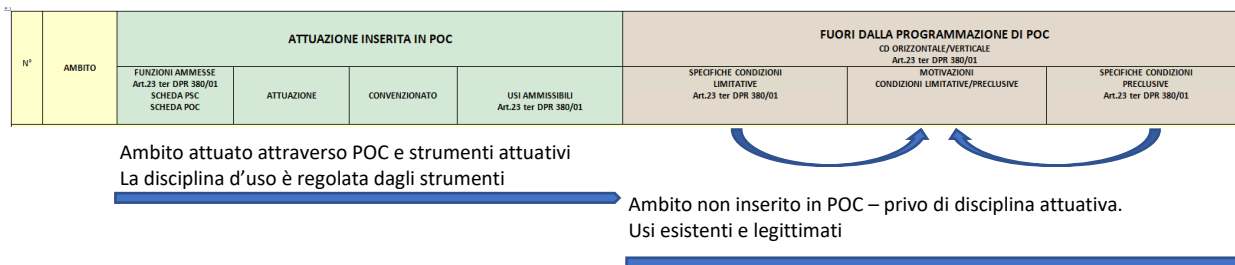 N°
AMBITO
ATTUAZIONE INSERITA IN POC
FUNZIONI AMMESSE
Art.23 ter DPR 380/01
SCHEDA PSC
SCHEDA POC
ATTUAZIONE
CONVENZIONATO
USI AMMISSIBILI
Art.23 ter DPR 380/01
FUORI DALLA PROGRAMMAZIONE DI POC
CD ORIZZONTALE/VERTICALE
Art.23 ter DPR 380/01
SPECIFICHE CONDIZIONI
LIMITATIVE
Art.23 ter DPR 380/01
MOTIVAZIONI
CONDIZIONI LIMITATIVE/PRECLUSIVE
SPECIFICHE CONDIZIONI
PRECLUSIVE
Art.23 ter DPR 380/01
Ambito attuato attraverso POC e strumenti attuativi
La disciplina d’uso è regolata dagli strumenti
Ambito non inserito in POC – privo di disciplina attuativa.
Usi esistenti e legittimati